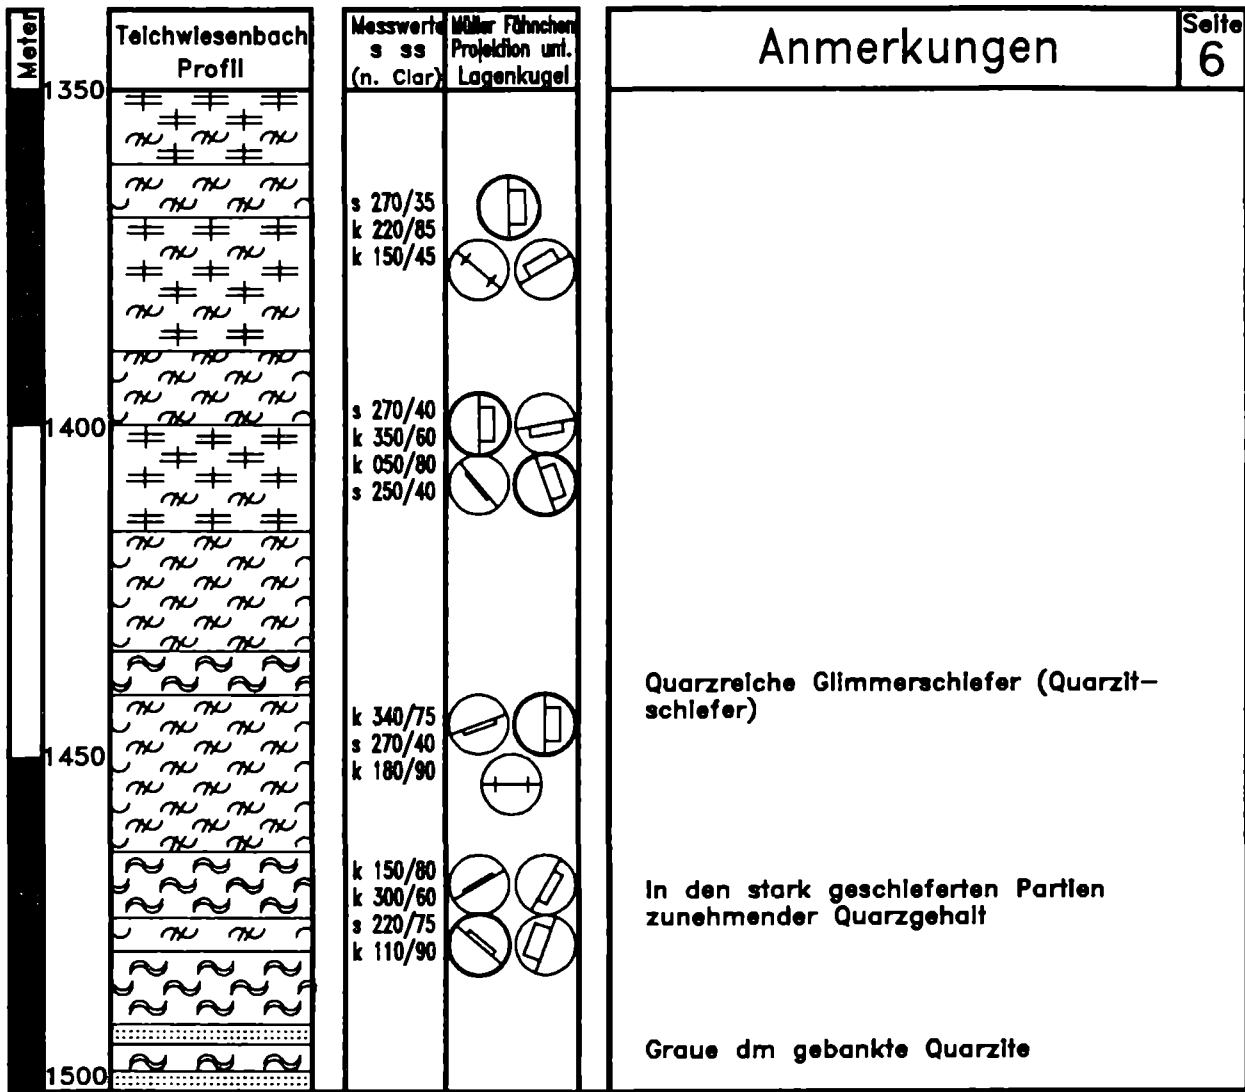 Meter
Teichwiesenbach
Profil
Messwerte
s ss
(n. Clar)
Müller Fähnchen
Projektion unt.
Lagenkugel
Anmerkungen
Seite
6
1350
s 270/35
k 220/85
k 150/45
s 270/40
1400
k 350/60
k 050/80
s 250/40
Quarzreiche Glimmerschiefer (Quarzit-
schiefer)
k 340/75
s 270/40
1450
k 180/90
k 150/80
In den stark geschieferten Partien
k 300/60
zunehmender Quarzgehalt
s 220/75
k 110/90
Graue dm gebankte Quarzite
1500